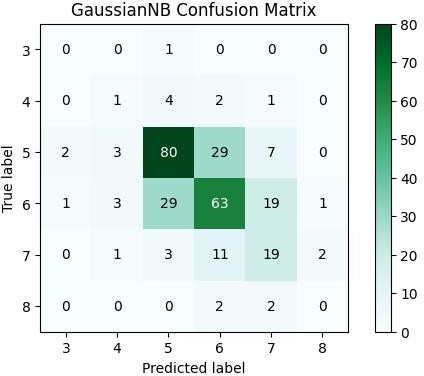 GaussianNB Confusion Matrix
3 0 0 1 0 0 0
4 0 1 4 2 1 0
5 2 3 80 29 7 0
6 1 3 29 63 19 1
7 0 1 3 11 19 2
8 0 0 0 2 2 0
3 4 5 6 7 8
Predicted label
True label
80
70
60
50
40
30
20
10
0